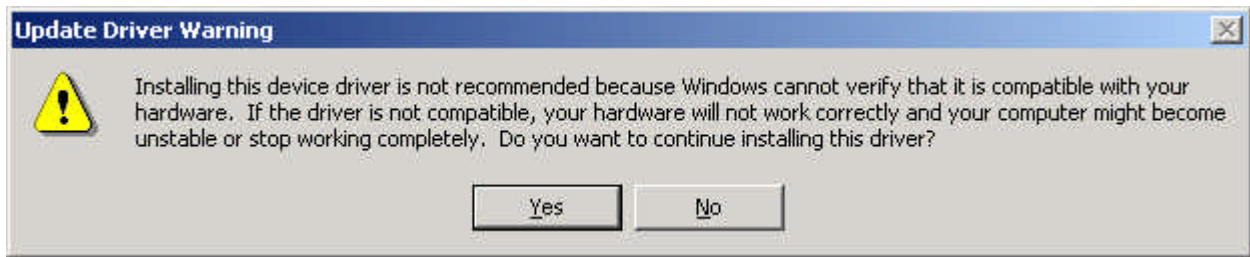 Update Driver Warning
Installing this device driver is not recommended because Windows cannot verify that it is compatible with your
hardware.  If the driver is not compatible, your hardware will not work correctly and your computer might become
unstable or stop working completely.  Do you want to continue installing this driver?
Yes No